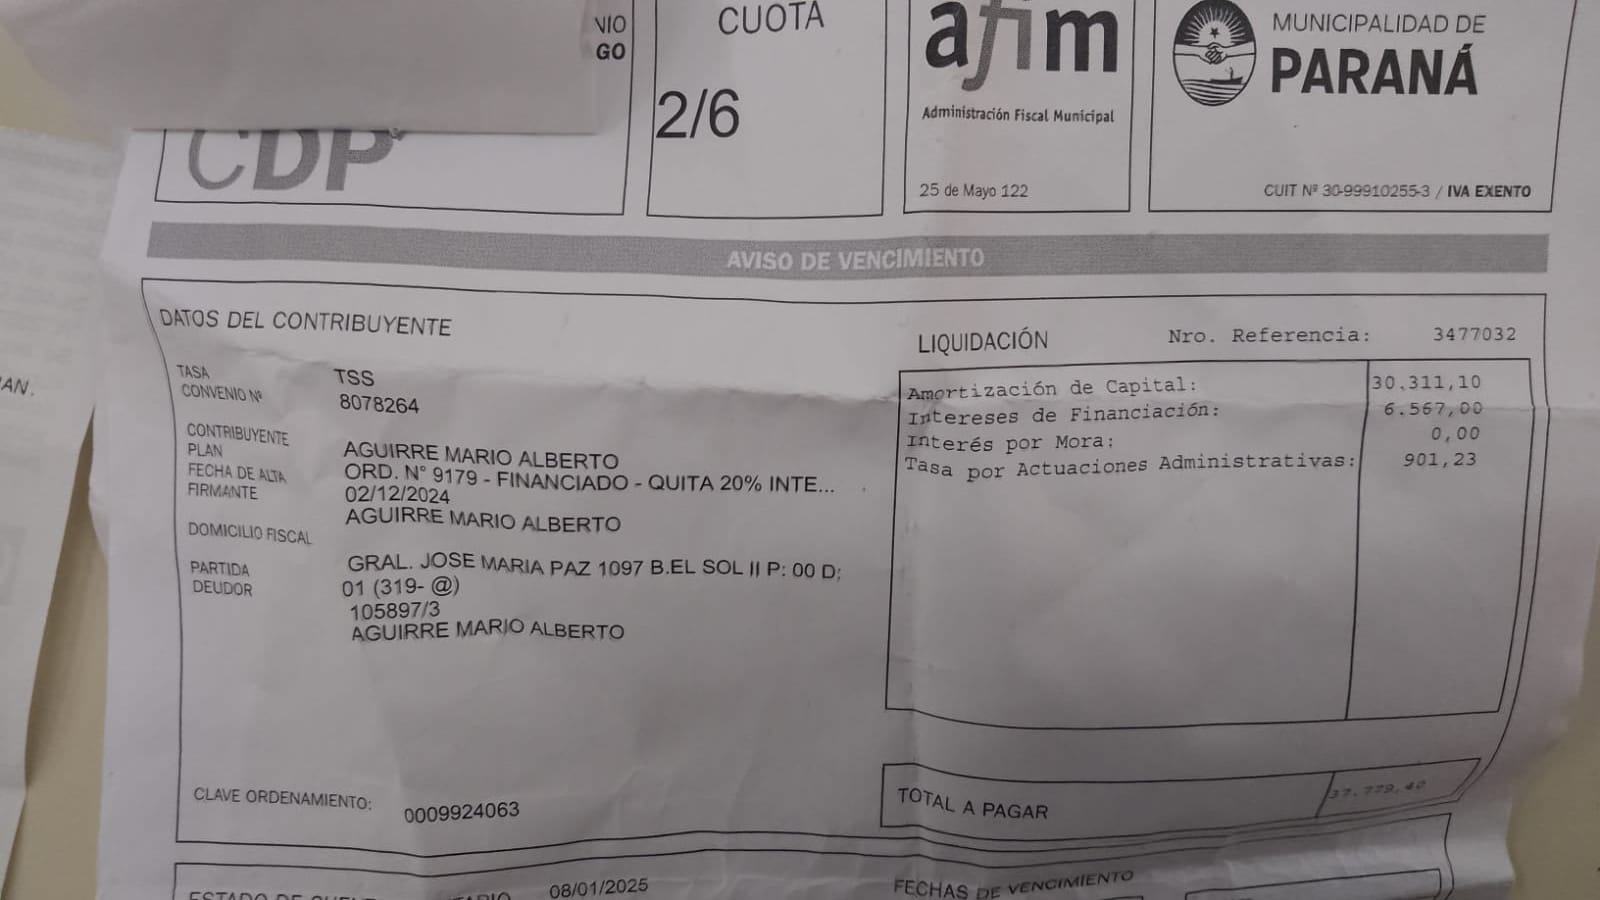 NIO
GO
CDP
CUOTA
2/6
afim
Administración Fiscal Municipal
25 de Mayo 122
MUNICIPALIDAD DE
PARANÁ
CUIT Nº 30-99910255-3 / IVA EXENTO
AVISO DE VENCIMIENTO
AN.
DATOS DEL CONTRIBUYENTE
TASA
TSS
CONVENIO Nº
8078264
CONTRIBUYENTE
AGUIRRE MARIO ALBERTO
PLAN
ORD. N° 9179 - FINANCIADO - QUITA 20% INTE...
FECHA DE ALTA
02/12/2024
FIRMANTE
AGUIRRE MARIO ALBERTO
DOMICILIO FISCAL
GRAL. JOSE MARIA PAZ 1097 B.EL SOL II P: 00 D:
01 (319- @)
PARTIDA
105897/3
DEUDOR
AGUIRRE MARIO ALBERTO
CLAVE ORDENAMIENTO: 0009924063
LIQUIDACIÓN
Nro. Referencia: 3477032
Amortización de Capital: 30.311,10
Intereses de Financiación: 6.567,00
Interés por Mora: 0,00
Tasa por Actuaciones Administrativas: 901,23
TOTAL A PAGAR
ESTADO DE
08/01/2025
FECHAS DE VENCIMIENTO